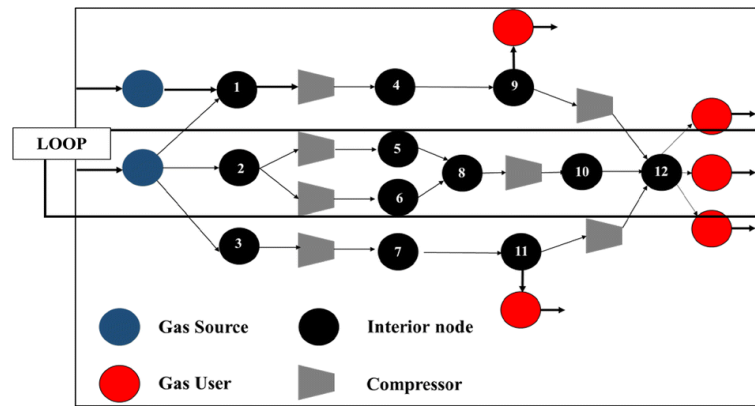 1
4
9
LOOP
2
5
6
8
10
12
3
7
11
Gas Source
Interior node
Gas User
Compressor